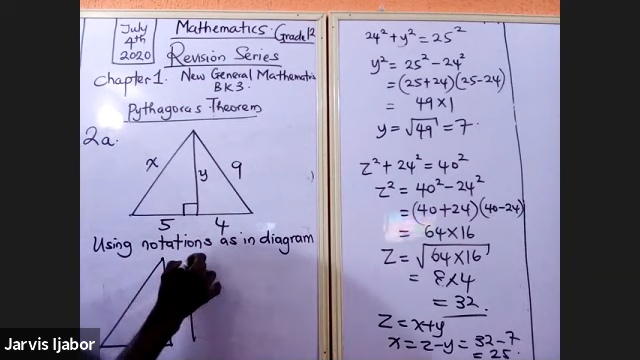 July
4th
2020
Mathematics
Grade 12
Revision Series
Chapter 1. New General Mathematics
BK3.
Pythagoras Theorem
2a.
x
y
9
5
4
Using notations as in diagram
24² + y² = 25²
y² = 25² - 24²
= (25+24)(25-24)
= 49×1
y = √49 = 7
z² + 24² = 40²
z² = 40² - 24²
= (40+24)(40-24)
= 64×16
z = √64×16
= 8×4
= 32
z = x+y
x = z-y = 32-7
= 25
Jarvis Ijabor